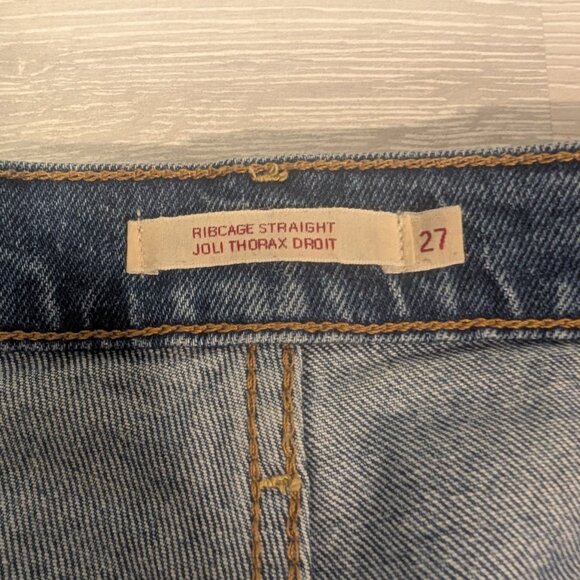 RIBCAGE STRAIGHT
JOLI THORAX DROIT
27